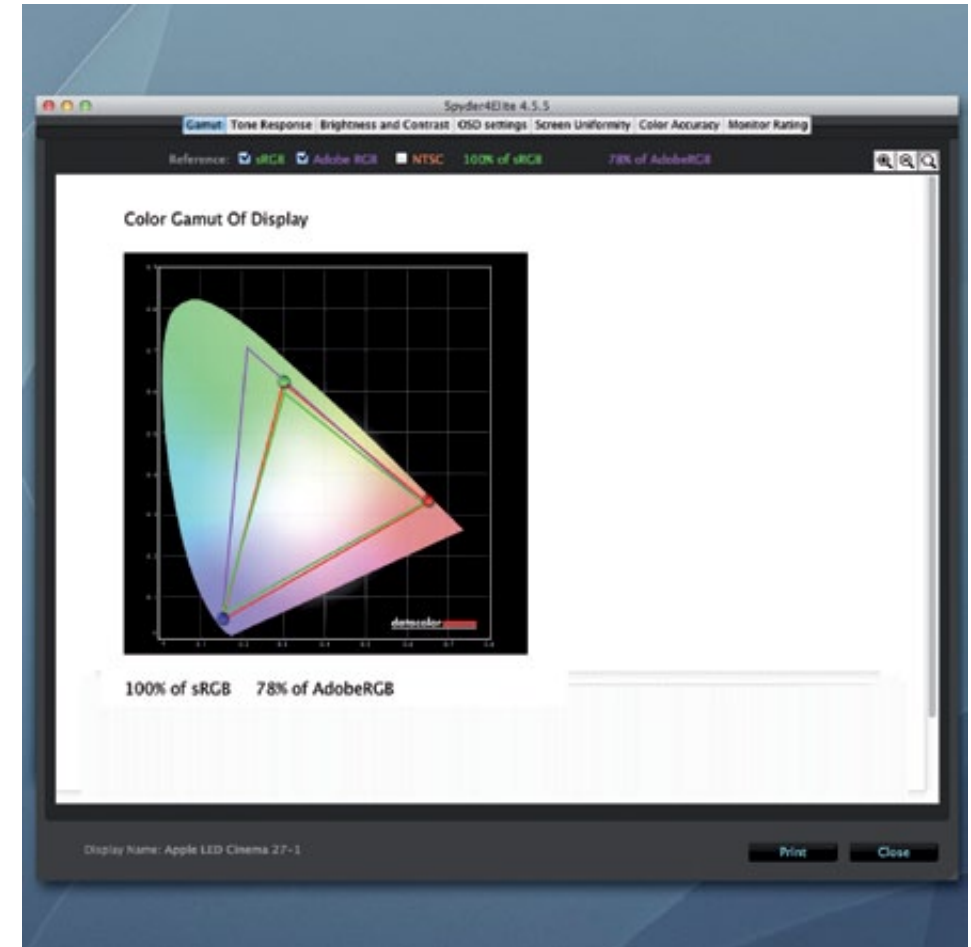 Spyder4Elite 4.5.5
Gamut Tone Response Brightness and Contrast OSD settings Screen Uniformity Color Accuracy Monitor Rating
Reference: sRGB Adobe RGB NTSC 100% of sRGB 78% of AdobeRGB
Color Gamut Of Display
datacolor
100% of sRGB 78% of AdobeRGB
Display Name: Apple LED Cinema 27-1
Print Close